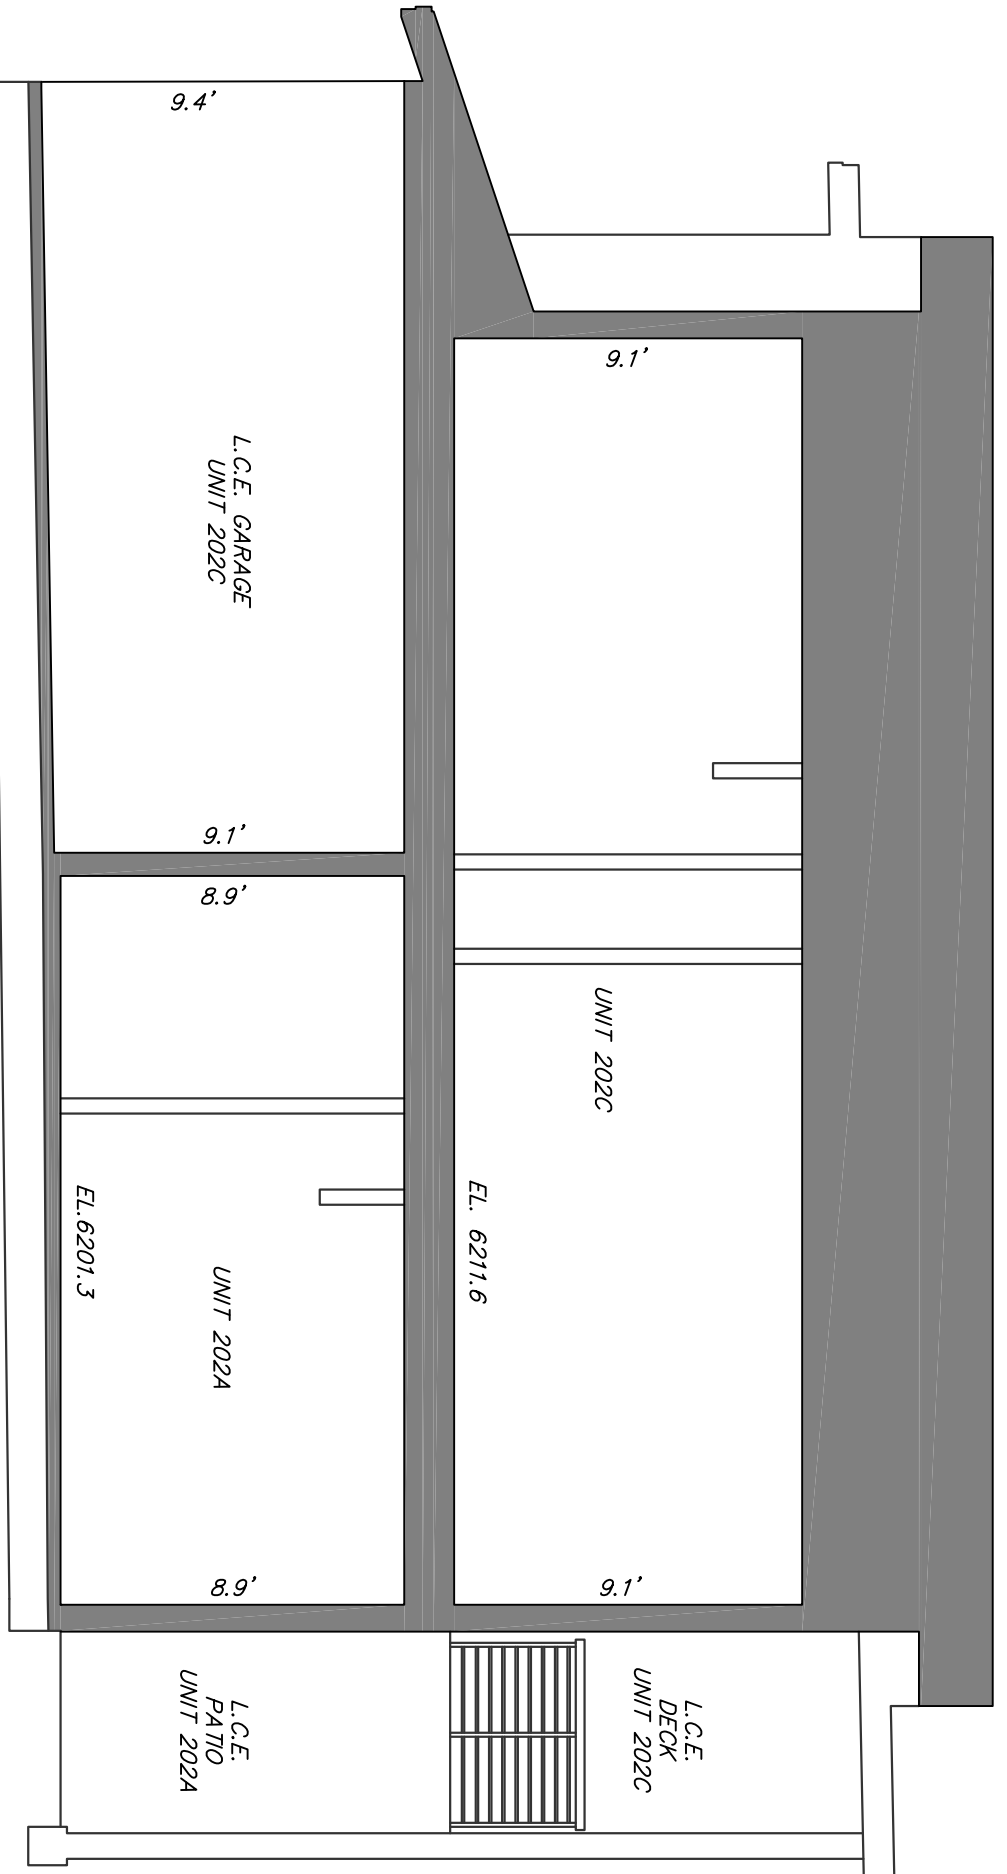 9.4'
L.C.E. GARAGE
UNIT 202C
9.1'
8.9'
EL.6201.3
UNIT 202A
8.9'
L.C.E.
PATIO
UNIT 202A
9.1'
UNIT 202C
EL. 6211.6
9.1'
L.C.E.
DECK
UNIT 202C